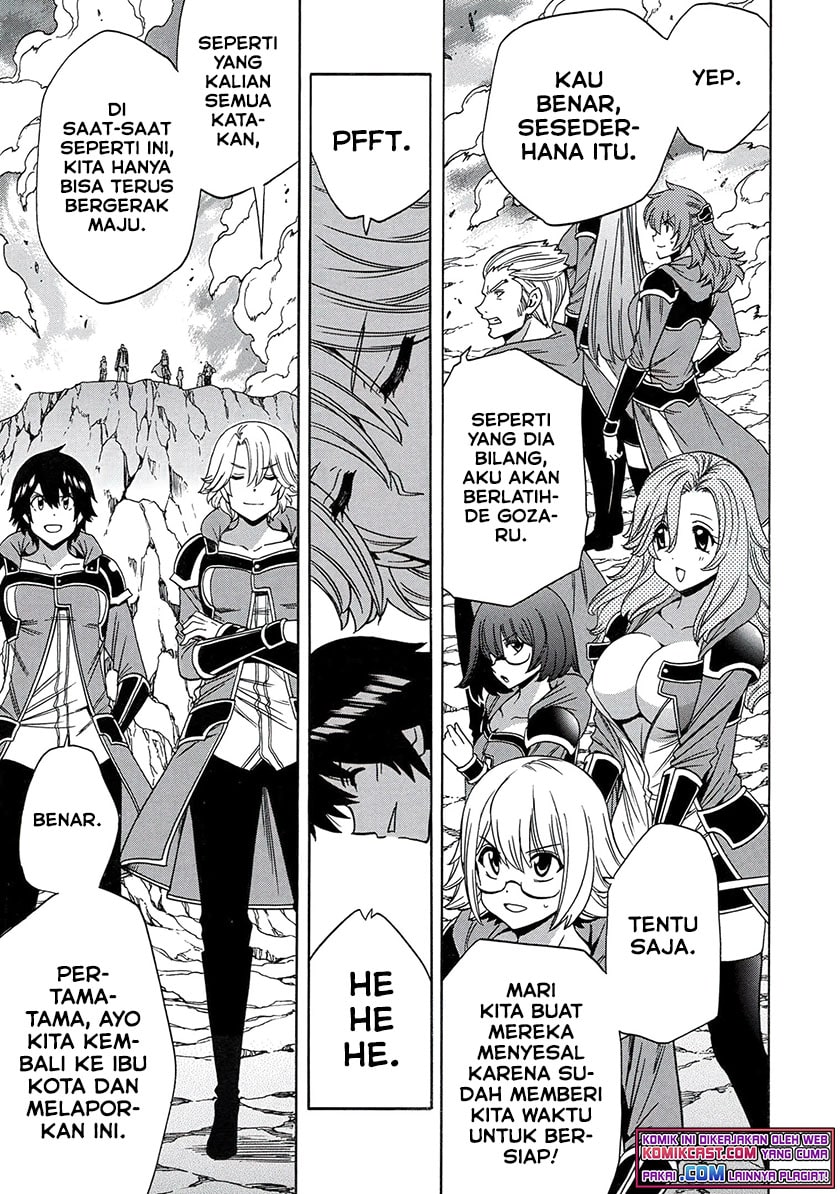 YEP.
KAU
BENAR,
SESEDER-
HANA ITU.
SEPERTI
YANG DIA
BILANG,
AKU AKAN
BERLATIH-
DE GOZA-
RU.
TENTU
SAJA.
MARI
KITA BUAT
MEREKA
MENYESAL
KARENA SU-
DAH MEMBERI
KITA WAKTU
UNTUK BER-
SIAP!
PFFT.
HE
HE
HE.
SEPERTI
YANG
KALIAN
SEMUA
KATA-
KAN,
DI
SAAT-SAAT
SEPERTI INI,
KITA HANYA
BISA TERUS
BERGERAK
MAJU.
BENAR.
PER-
TAMA-
TAMA, AYO
KITA KEM-
BALI KE IBU
KOTA DAN
MELAPOR-
KAN INI.
KOMIK INI DIKERJAKAN OLEH WEB
KOMIKCAST.COM YANG CUMA
PAKAI .COM LAINNYA PLAGIAT!